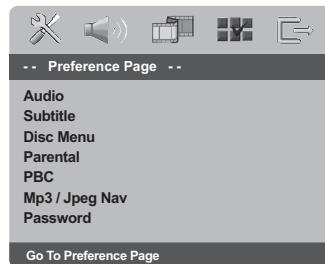 - - Preference Page - -
Audio
Subtitle
Disc Menu
Parental
PBC
Mp3 / Jpeg Nav
Password
Go To Preference Page